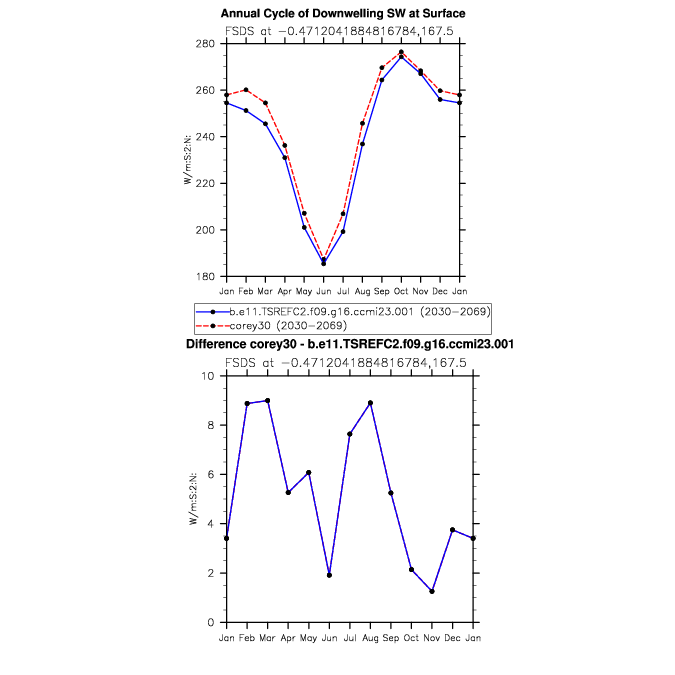 Annual Cycle of Downwelling SW at Surface
FSDS at −0.4712041884816784,167.5
280
260
240
220
200
180
W/m:S:2:N:
Jan Feb Mar Apr May Jun Jul Aug Sep Oct Nov Dec Jan
b.e11.TSREFC2.f09.g16.ccmi23.001 (2030−2069)
corey30 (2030−2069)
Difference corey30 - b.e11.TSREFC2.f09.g16.ccmi23.001
FSDS at −0.4712041884816784,167.5
10
8
6
4
2
0
W/m:S:2:N:
Jan Feb Mar Apr May Jun Jul Aug Sep Oct Nov Dec Jan